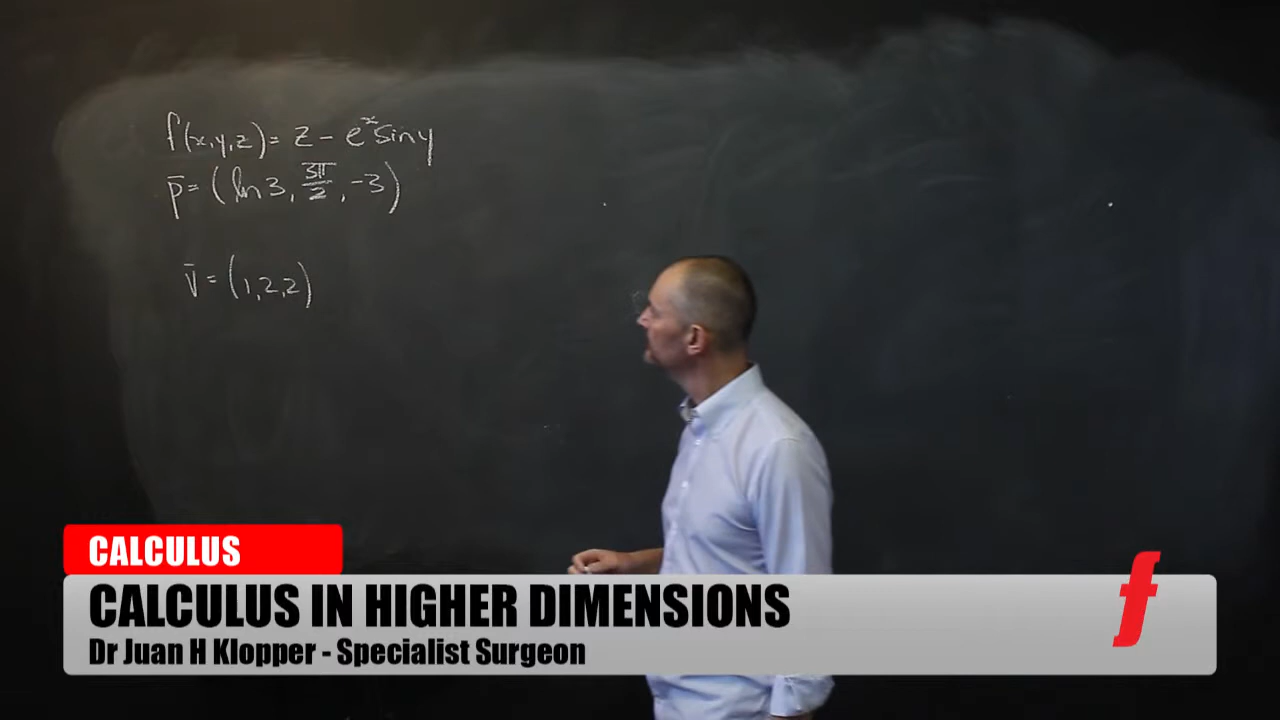 f(x,y,z) = z - e^x sin y
p̄ = (ln 3, 3π/2, -3)
v̄ = (1,2,2)
CALCULUS
CALCULUS IN HIGHER DIMENSIONS
Dr Juan H Klopper - Specialist Surgeon
f